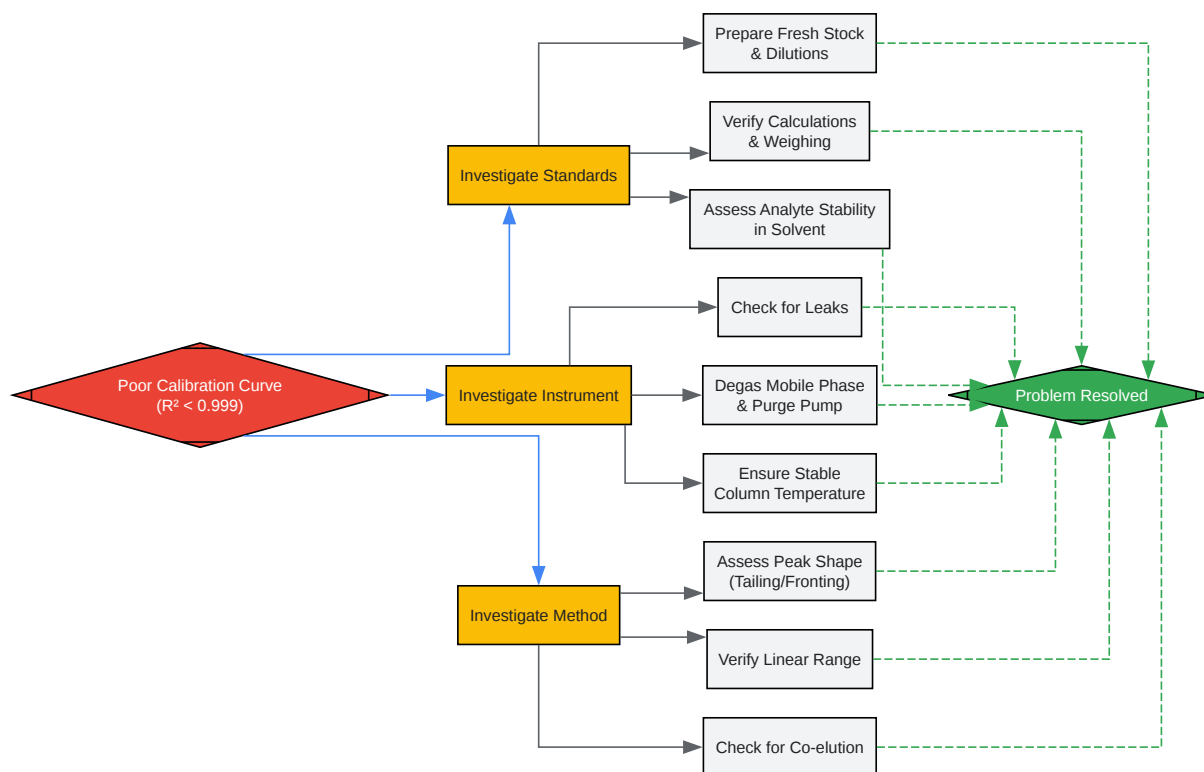 Poor Calibration Curve
(R² < 0.999)
Investigate Standards
Investigate Instrument
Investigate Method
Prepare Fresh Stock
& Dilutions
Verify Calculations
& Weighing
Assess Analyte Stability
in Solvent
Check for Leaks
Degas Mobile Phase
& Purge Pump
Ensure Stable
Column Temperature
Assess Peak Shape
(Tailing/Fronting)
Verify Linear Range
Check for Co-elution
Problem Resolved